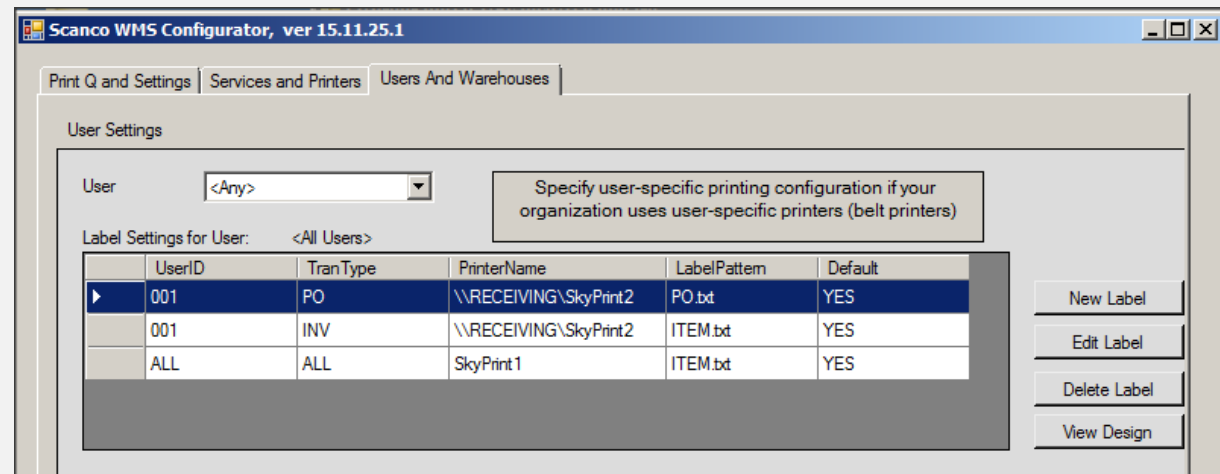 Scanco WMS Configurator, ver 15.11.25.1
Print Q and Settings Services and Printers Users And Warehouses
User Settings
User <Any>
Specify user-specific printing configuration if your
organization uses user-specific printers (belt printers)
Label Settings for User: <All Users>
UserID TranType PrinterName LabelPattern Default
001 PO \\RECEIVING\SkyPrint2 PO.txt YES
001 INV \\RECEIVING\SkyPrint2 ITEM.txt YES
ALL ALL SkyPrint1 ITEM.txt YES
New Label
Edit Label
Delete Label
View Design